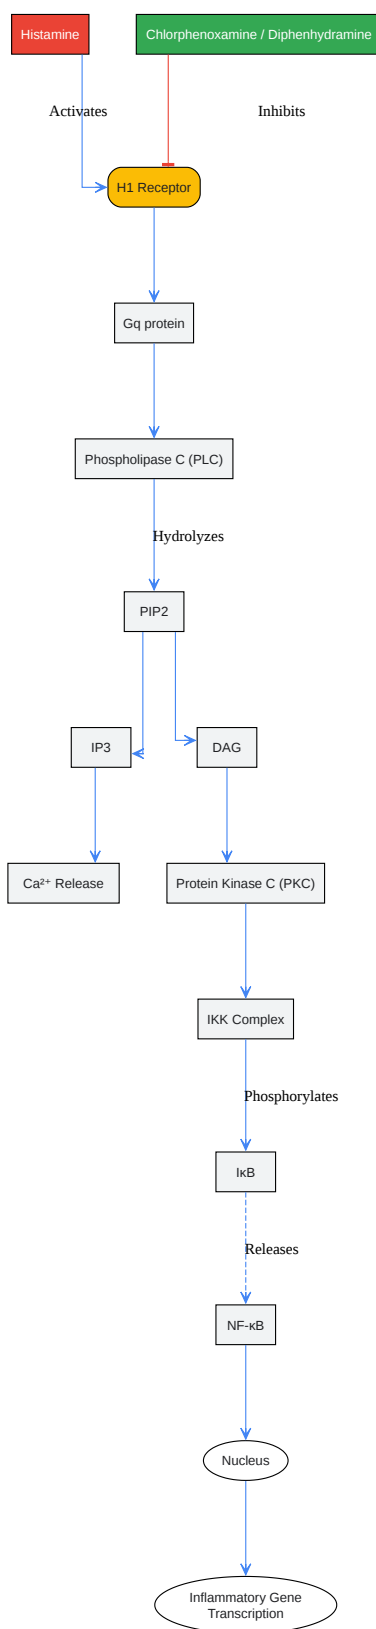 Histamine
Chlorphenoxamine / Diphenhydramine
Activates
Inhibits
H1 Receptor
Gq protein
Phospholipase C (PLC)
Hydrolyzes
PIP2
IP3
DAG
Ca²⁺ Release
Protein Kinase C (PKC)
IKK Complex
Phosphorylates
IκB
Releases
NF-κB
Nucleus
Inflammatory Gene
Transcription